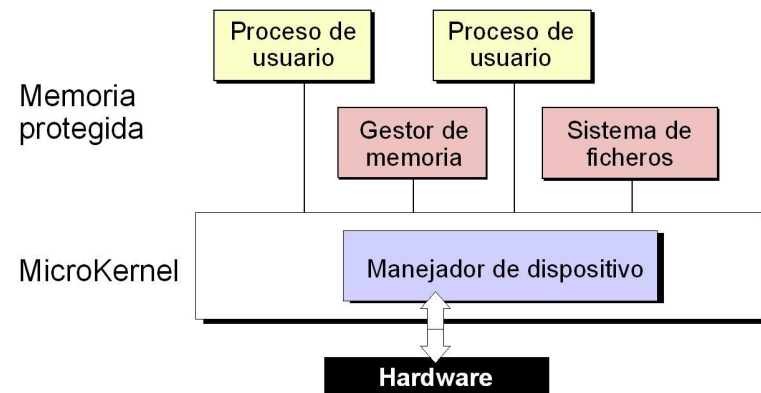 Proceso de
usuario
Proceso de
usuario
Memoria
protegida
Gestor de
memoria
Sistema de
ficheros
MicroKernel
Manejador de dispositivo
Hardware